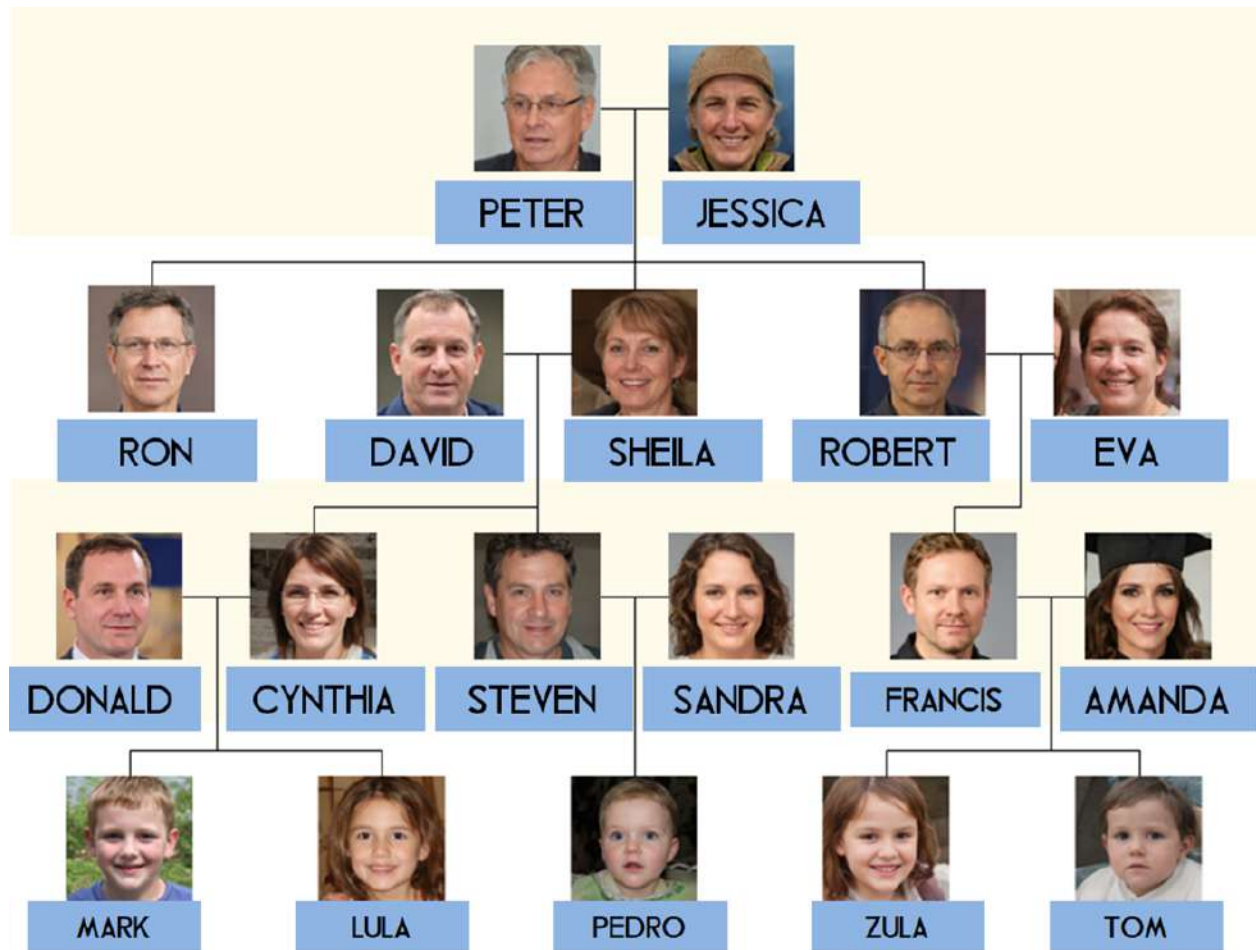 PETER
JESSICA
RON
DAVID
SHEILA
ROBERT
EVA
DONALD
CYNTHIA
STEVEN
SANDRA
FRANCIS
AMANDA
MARK
LULA
PEDRO
ZULA
TOM